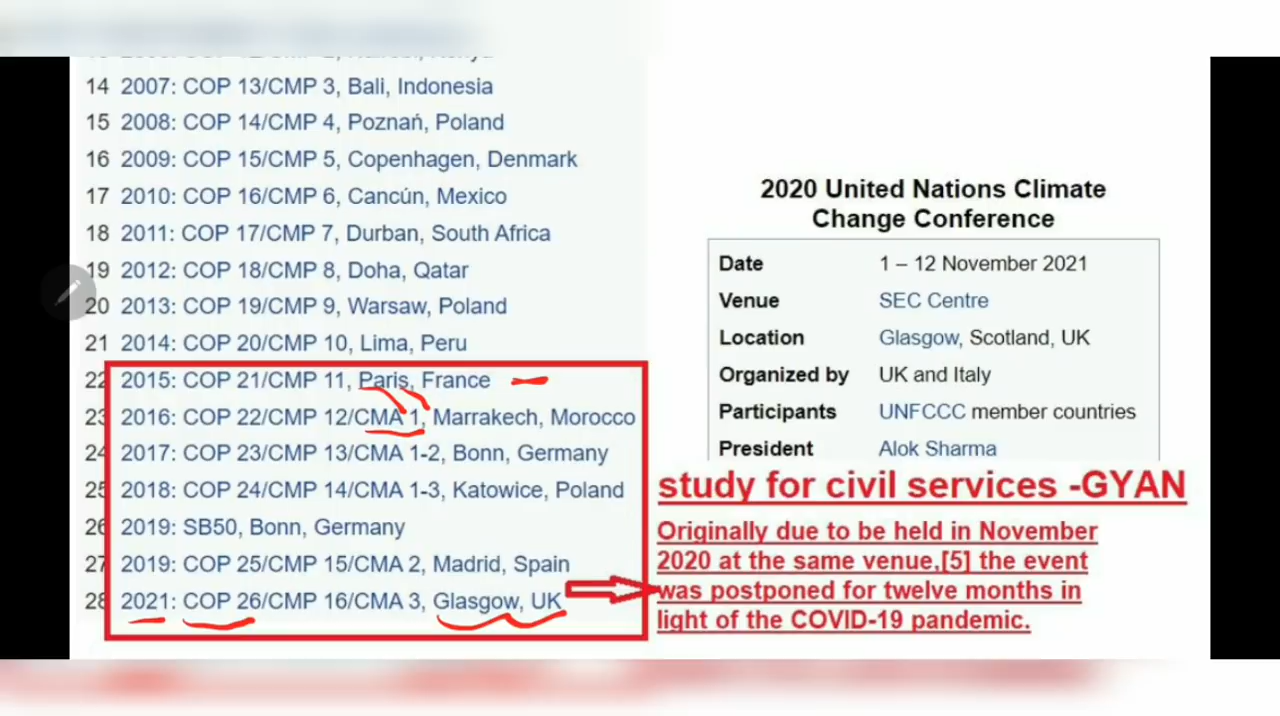 14 2007: COP 13/CMP 3, Bali, Indonesia
15 2008: COP 14/CMP 4, Poznań, Poland
16 2009: COP 15/CMP 5, Copenhagen, Denmark
17 2010: COP 16/CMP 6, Cancún, Mexico
18 2011: COP 17/CMP 7, Durban, South Africa
19 2012: COP 18/CMP 8, Doha, Qatar
20 2013: COP 19/CMP 9, Warsaw, Poland
21 2014: COP 20/CMP 10, Lima, Peru
22 2015: COP 21/CMP 11, Paris, France
23 2016: COP 22/CMP 12/CMA 1, Marrakech, Morocco
24 2017: COP 23/CMP 13/CMA 1-2, Bonn, Germany
25 2018: COP 24/CMP 14/CMA 1-3, Katowice, Poland
26 2019: SB50, Bonn, Germany
27 2019: COP 25/CMP 15/CMA 2, Madrid, Spain
28 2021: COP 26/CMP 16/CMA 3, Glasgow, UK
2020 United Nations Climate
Change Conference
Date 1 – 12 November 2021
Venue SEC Centre
Location Glasgow, Scotland, UK
Organized by UK and Italy
Participants UNFCCC member countries
President Alok Sharma
study for civil services -GYAN
Originally due to be held in November
2020 at the same venue,[5] the event
was postponed for twelve months in
light of the COVID-19 pandemic.